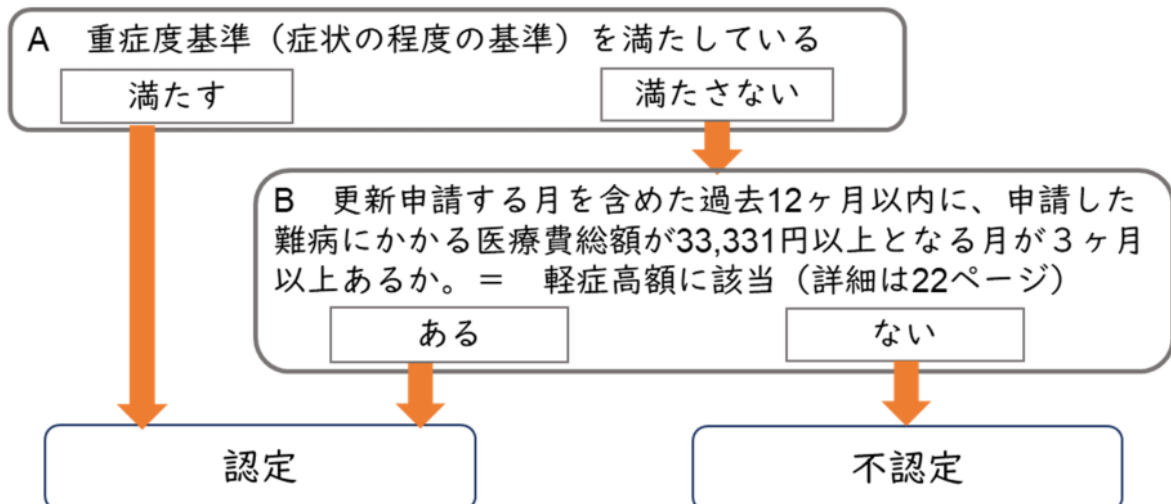 A　重症度基準（症状の程度の基準）を満たしている
満たす
満たさない
B　更新申請する月を含めた過去12ヶ月以内に、申請した
難病にかかる医療費総額が33,331円以上となる月が３ヶ月
以上あるか。＝　軽症高額に該当（詳細は22ページ）
ある
ない
認定
不認定